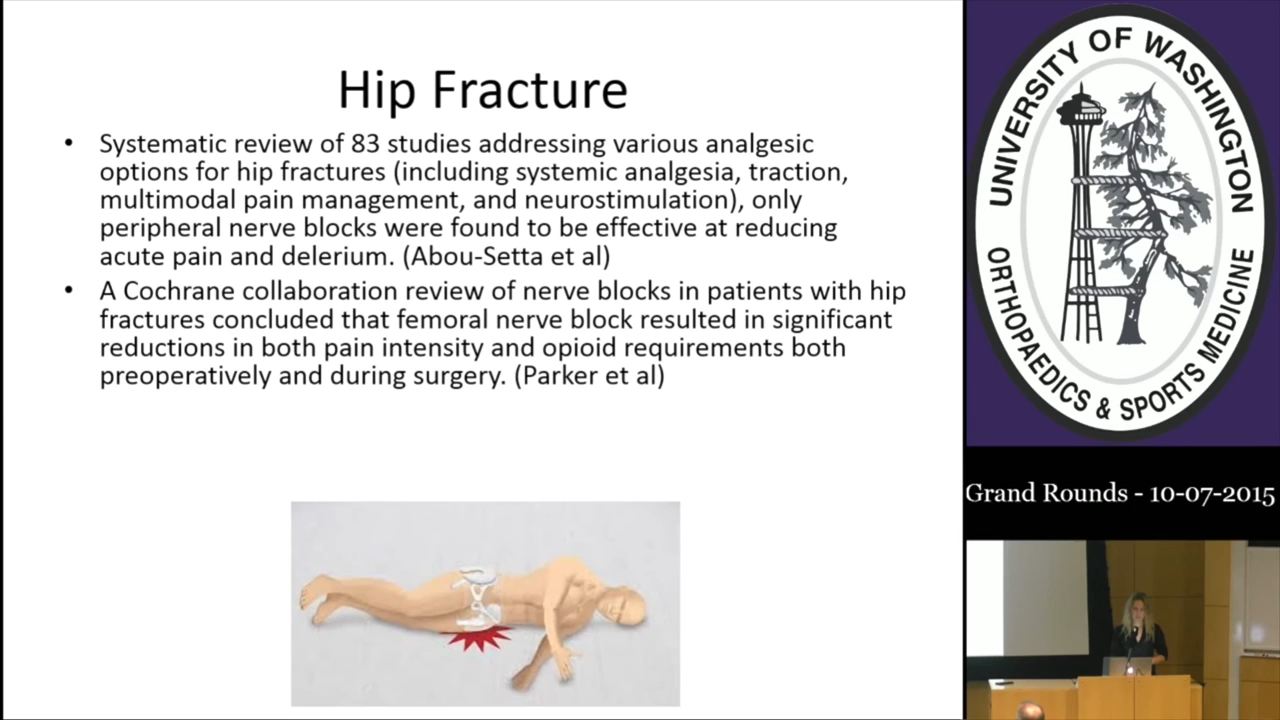 Hip Fracture
• Systematic review of 83 studies addressing various analgesic
options for hip fractures (including systemic analgesia, traction,
multimodal pain management, and neurostimulation), only
peripheral nerve blocks were found to be effective at reducing
acute pain and delerium. (Abou-Setta et al)
• A Cochrane collaboration review of nerve blocks in patients with hip
fractures concluded that femoral nerve block resulted in significant
reductions in both pain intensity and opioid requirements both
preoperatively and during surgery. (Parker et al)
UNIVERSITY OF WASHINGTON
ORTHOPAEDICS & SPORTS MEDICINE
Grand Rounds - 10-07-2015